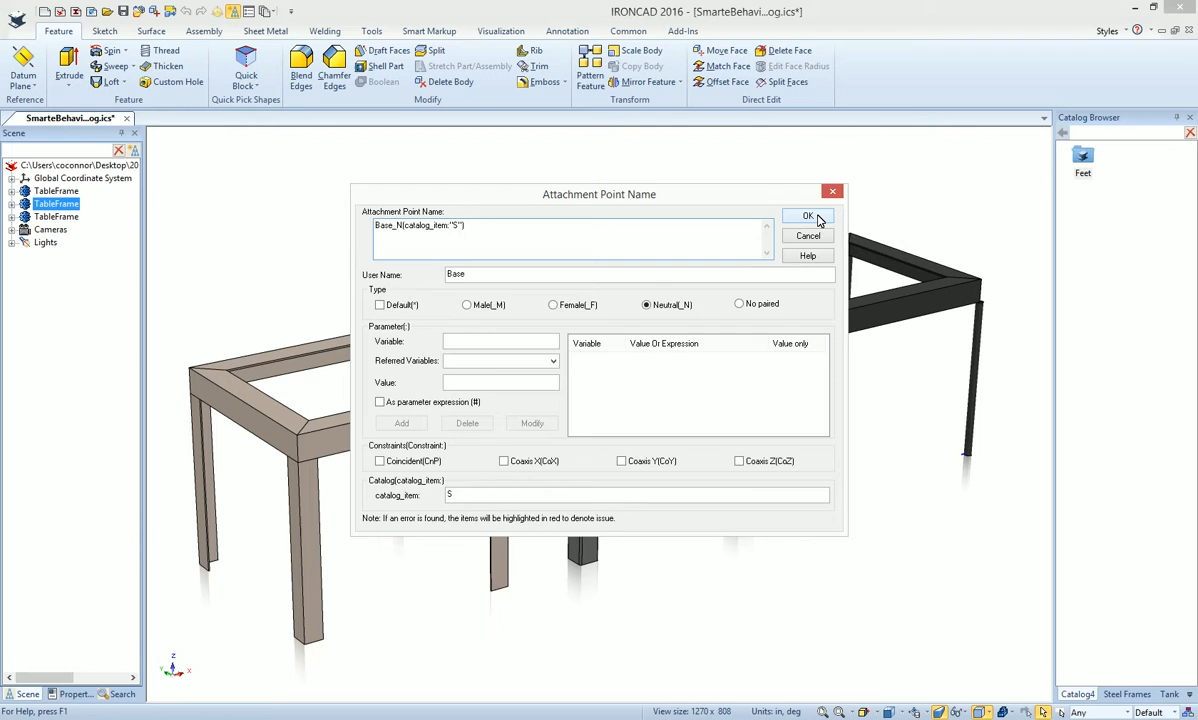 IRONCAD 2016 - [SmarteBehavi...og.ics*]
Feature Sketch Assembly Surface Sheet Metal Welding Tools Smart Markup Visualization Annotation Common Add-Ins Styles
Datum Plane
Reference
Extrude
Spin
Sweep
Loft
Thread
Thicken
Custom Hole
Feature
Quick Block
Quick Pick Shapes
Blend Edges
Chamfer Edges
Draft Faces
Shell Part
Boolean
Split
Stretch Part/Assembly
Delete Body
Rib
Trim
Emboss
Modify
Pattern Feature
Scale Body
Copy Body
Mirror Feature
Transform
Move Face
Match Face
Offset Face
Delete Face
Edit Face Radius
Split Faces
Direct Edit
SmarteBehavi...og.ics*
Scene
C:\Users\coconnor\Desktop\20
Global Coordinate System
TableFrame
TableFrame
TableFrame
Cameras
Lights
Catalog Browser
Feet
Attachment Point Name
Attachment Point Name:
Base_N(catalog_item:"S")
OK
Cancel
Help
User Name: Base
Type
Default(*) Male(_M) Female(_F) Neutral(_N) No paired
Parameter(:)
Variable:
Referred Variables:
Value:
As parameter expression (#)
Add Delete Modify
Variable Value Or Expression Value only
Constraints(Constraint:)
Coincident(CnP) Coaxis X(CoX) Coaxis Y(CoY) Coaxis Z(CoZ)
Catalog(catalog_item:)
catalog_item: S
Note: If an error is found, the items will be highlighted in red to denote issue.
Z
Y X
Scene Propert... Search
Catalog4 Steel Frames Tank
For Help, press F1
View size: 1270 x 808 Units: in, deg
Any Default